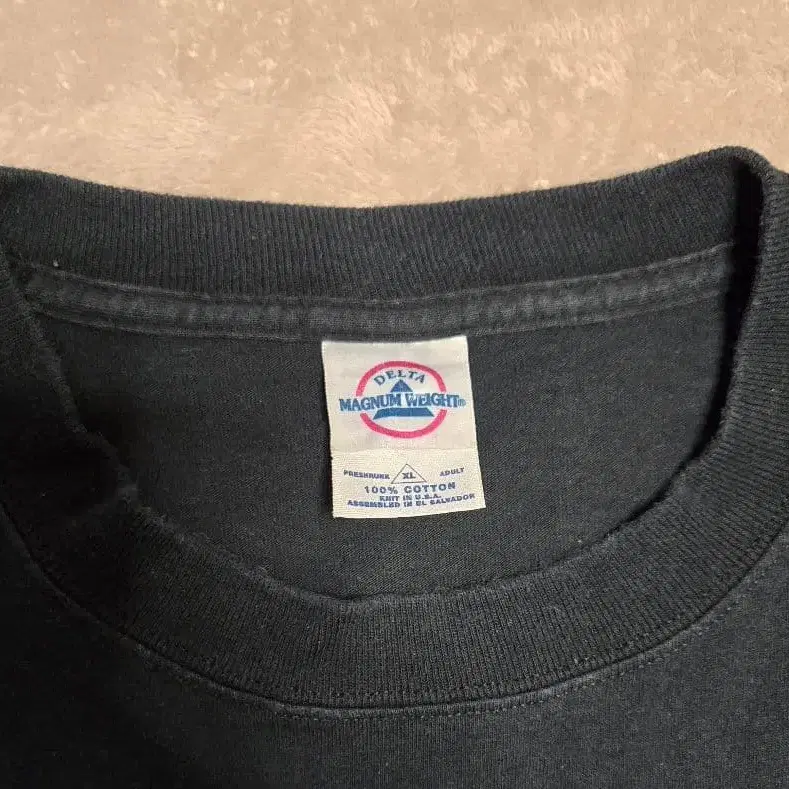 DELTA
MAGNUM WEIGHT
PRESHRUNK XL ADULT
100% COTTON
KNIT IN U.S.A.
ASSEMBLED IN EL SALVADOR